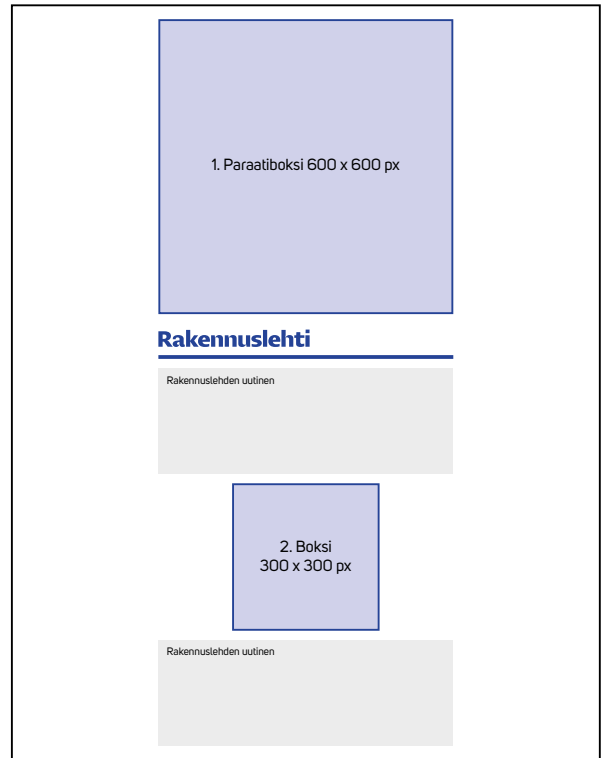 1. Paraatiboksi 600 x 600 px
Rakennuslehti
Rakennuslehden uutinen
2. Boksi
300 x 300 px
Rakennuslehden uutinen